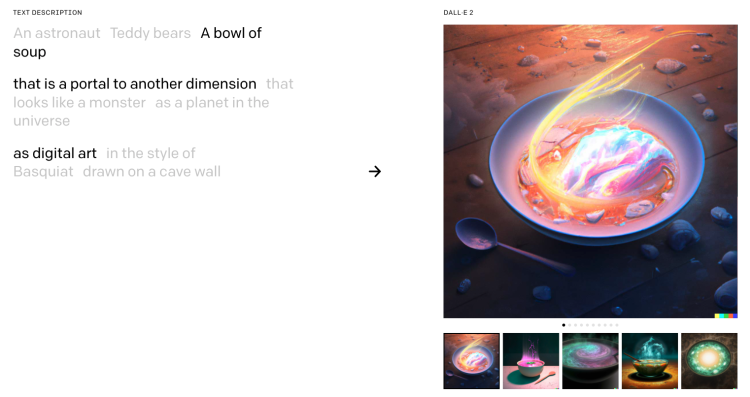 TEXT DESCRIPTION
An astronaut Teddy bears A bowl of
soup
that is a portal to another dimension that
looks like a monster as a planet in the
universe
as digital art in the style of
Basquiat drawn on a cave wall
→
DALL·E 2